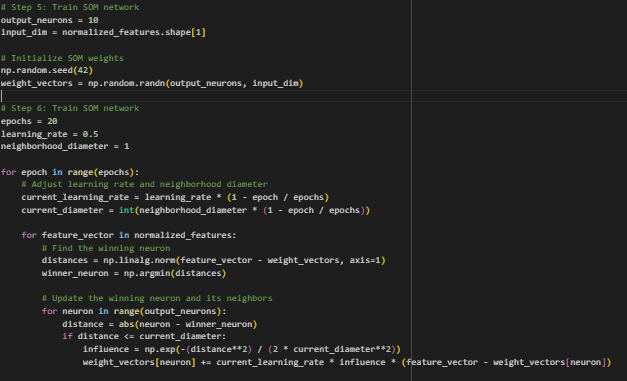 # Step 5: Train SOM network
output_neurons = 10
input_dim = normalized_features.shape[1]
# Initialize SOM weights
np.random.seed(42)
weight_vectors = np.random.randn(output_neurons, input_dim)
# Step 6: Train SOM network
epochs = 20
learning_rate = 0.5
neighborhood_diameter = 1
for epoch in range(epochs):
# Adjust learning rate and neighborhood diameter
current_learning_rate = learning_rate * (1 - epoch / epochs)
current_diameter = int(neighborhood_diameter * (1 - epoch / epochs))
for feature_vector in normalized_features:
# Find the winning neuron
distances = np.linalg.norm(feature_vector - weight_vectors, axis=1)
winner_neuron = np.argmin(distances)
# Update the winning neuron and its neighbors
for neuron in range(output_neurons):
distance = abs(neuron - winner_neuron)
if distance <= current_diameter:
influence = np.exp(-(distance**2) / (2 * current_diameter**2))
weight_vectors[neuron] += current_learning_rate * influence * (feature_vector - weight_vectors[neuron])